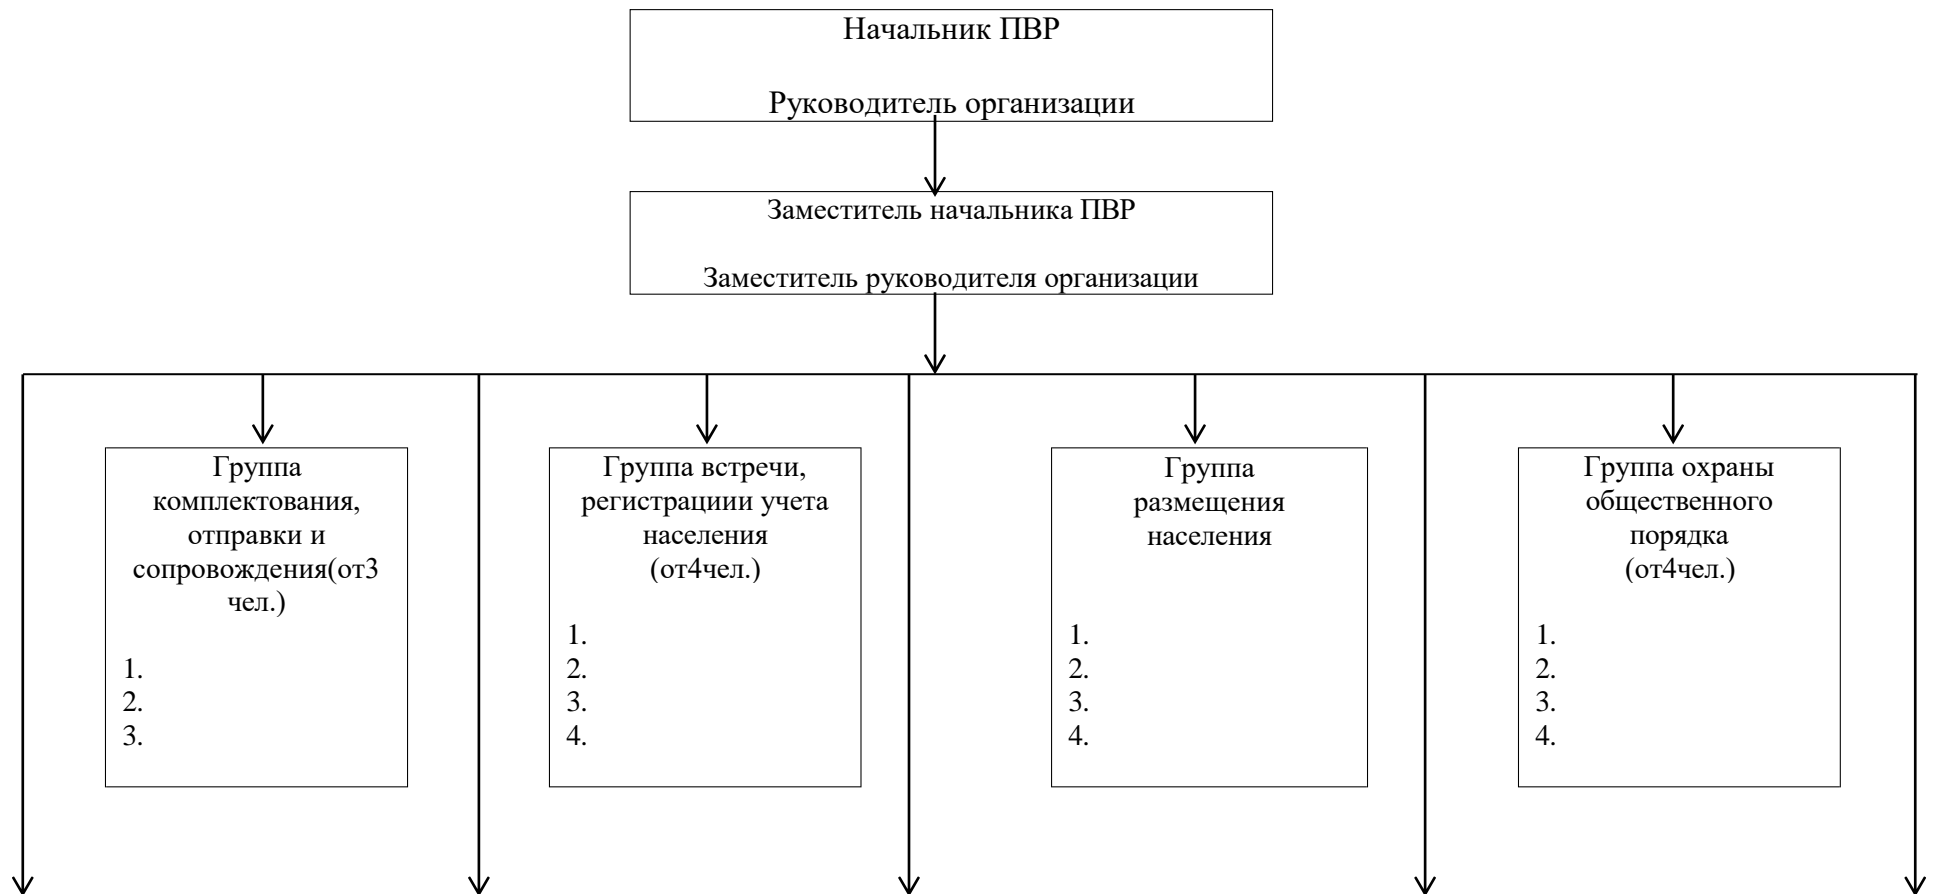 Начальник ПВР
Руководитель организации
Заместитель начальника ПВР
Заместитель руководителя организации
Группа
комплектования,
отправки и
сопровождения(от3
чел.)
1.
2.
3.
Группа встречи,
регистрациии учета
населения
(от4чел.)
1.
2.
3.
4.
Группа
размещения
населения
1.
2.
3.
4.
Группа охраны
общественного
порядка
(от4чел.)
1.
2.
3.
4.